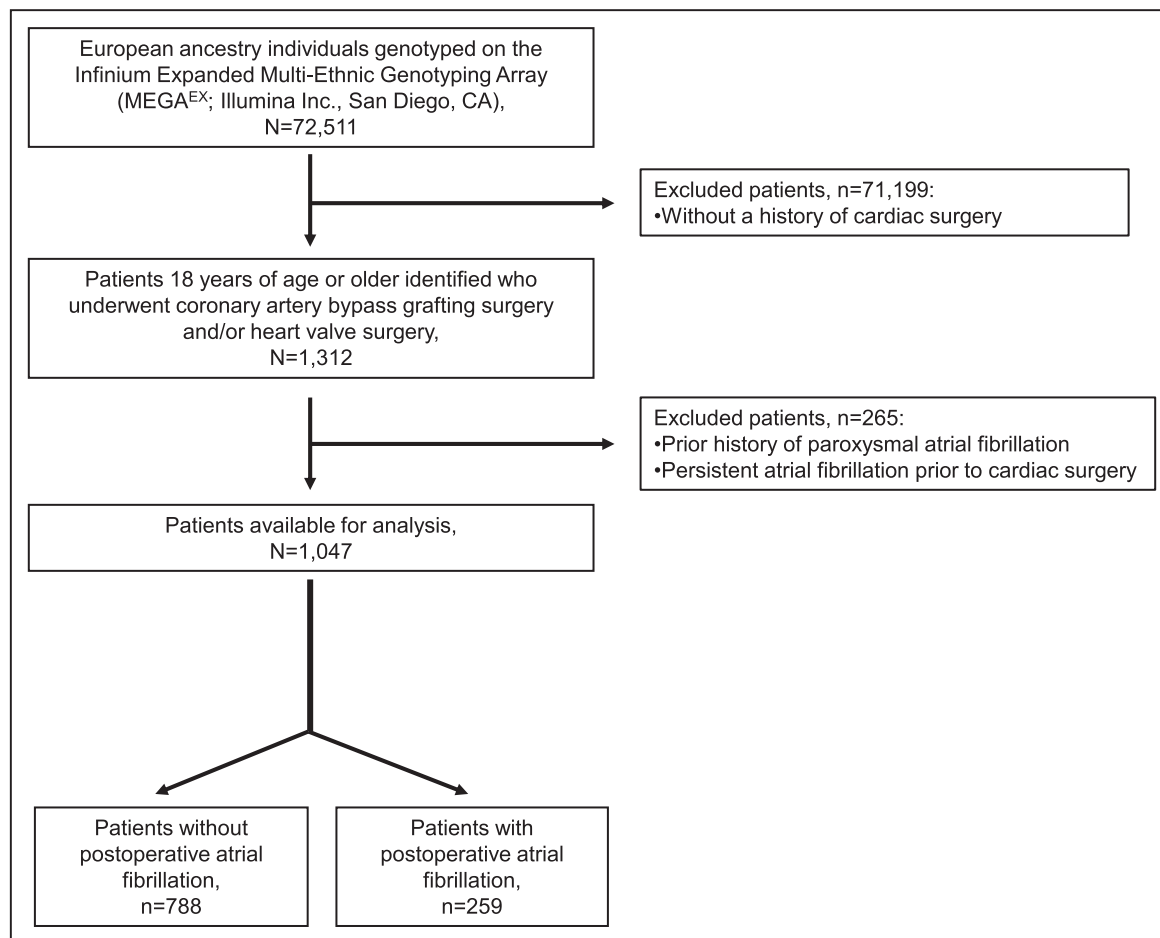 European ancestry individuals genotyped on the
Infinium Expanded Multi-Ethnic Genotyping Array
(MEGAEX; Illumina Inc., San Diego, CA),
N=72,511
Excluded patients, n=71,199:
•Without a history of cardiac surgery
Patients 18 years of age or older identified who
underwent coronary artery bypass grafting surgery
and/or heart valve surgery,
N=1,312
Excluded patients, n=265:
•Prior history of paroxysmal atrial fibrillation
•Persistent atrial fibrillation prior to cardiac surgery
Patients available for analysis,
N=1,047
Patients without
postoperative atrial
fibrillation,
n=788
Patients with
postoperative atrial
fibrillation,
n=259